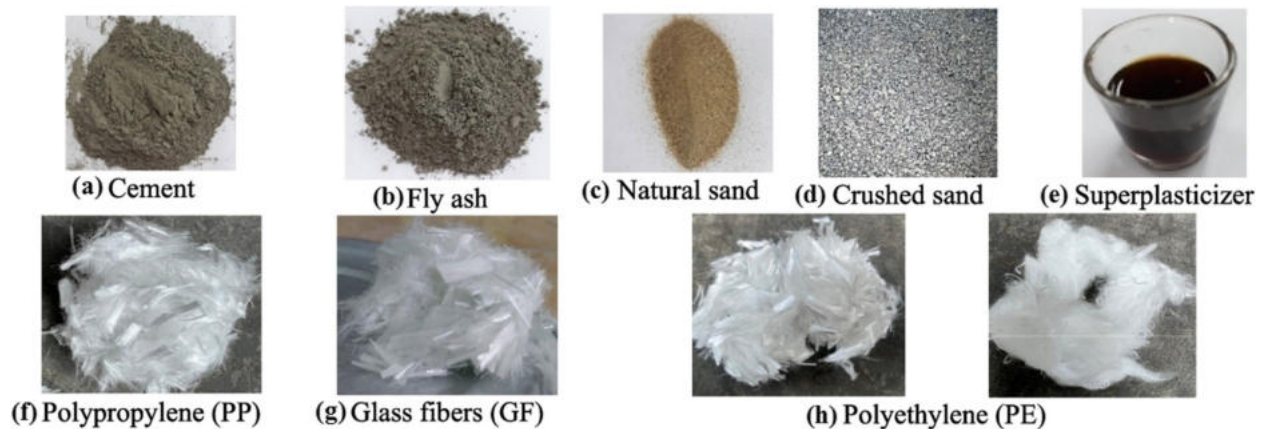 (a) Cement
(b) Fly ash
(c) Natural sand
(d) Crushed sand
(e) Superplasticizer
(f) Polypropylene (PP)
(g) Glass fibers (GF)
(h) Polyethylene (PE)